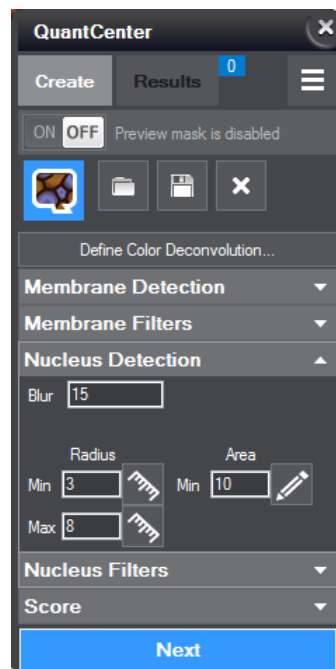 QuantCenter
Create Results 0
ON OFF Preview mask is disabled
Define Color Deconvolution...
Membrane Detection
Membrane Filters
Nucleus Detection
Blur 15
Radius Area
Min 3 Min 10
Max 8
Nucleus Filters
Score
Next